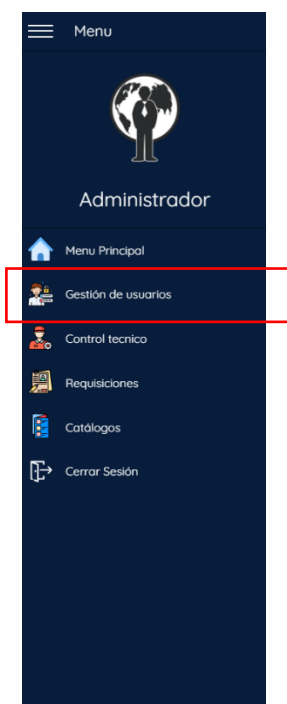 Menu
Administrador
Menu Principal
Gestión de usuarios
Control tecnico
Requisiciones
Catálogos
Cerrar Sesión